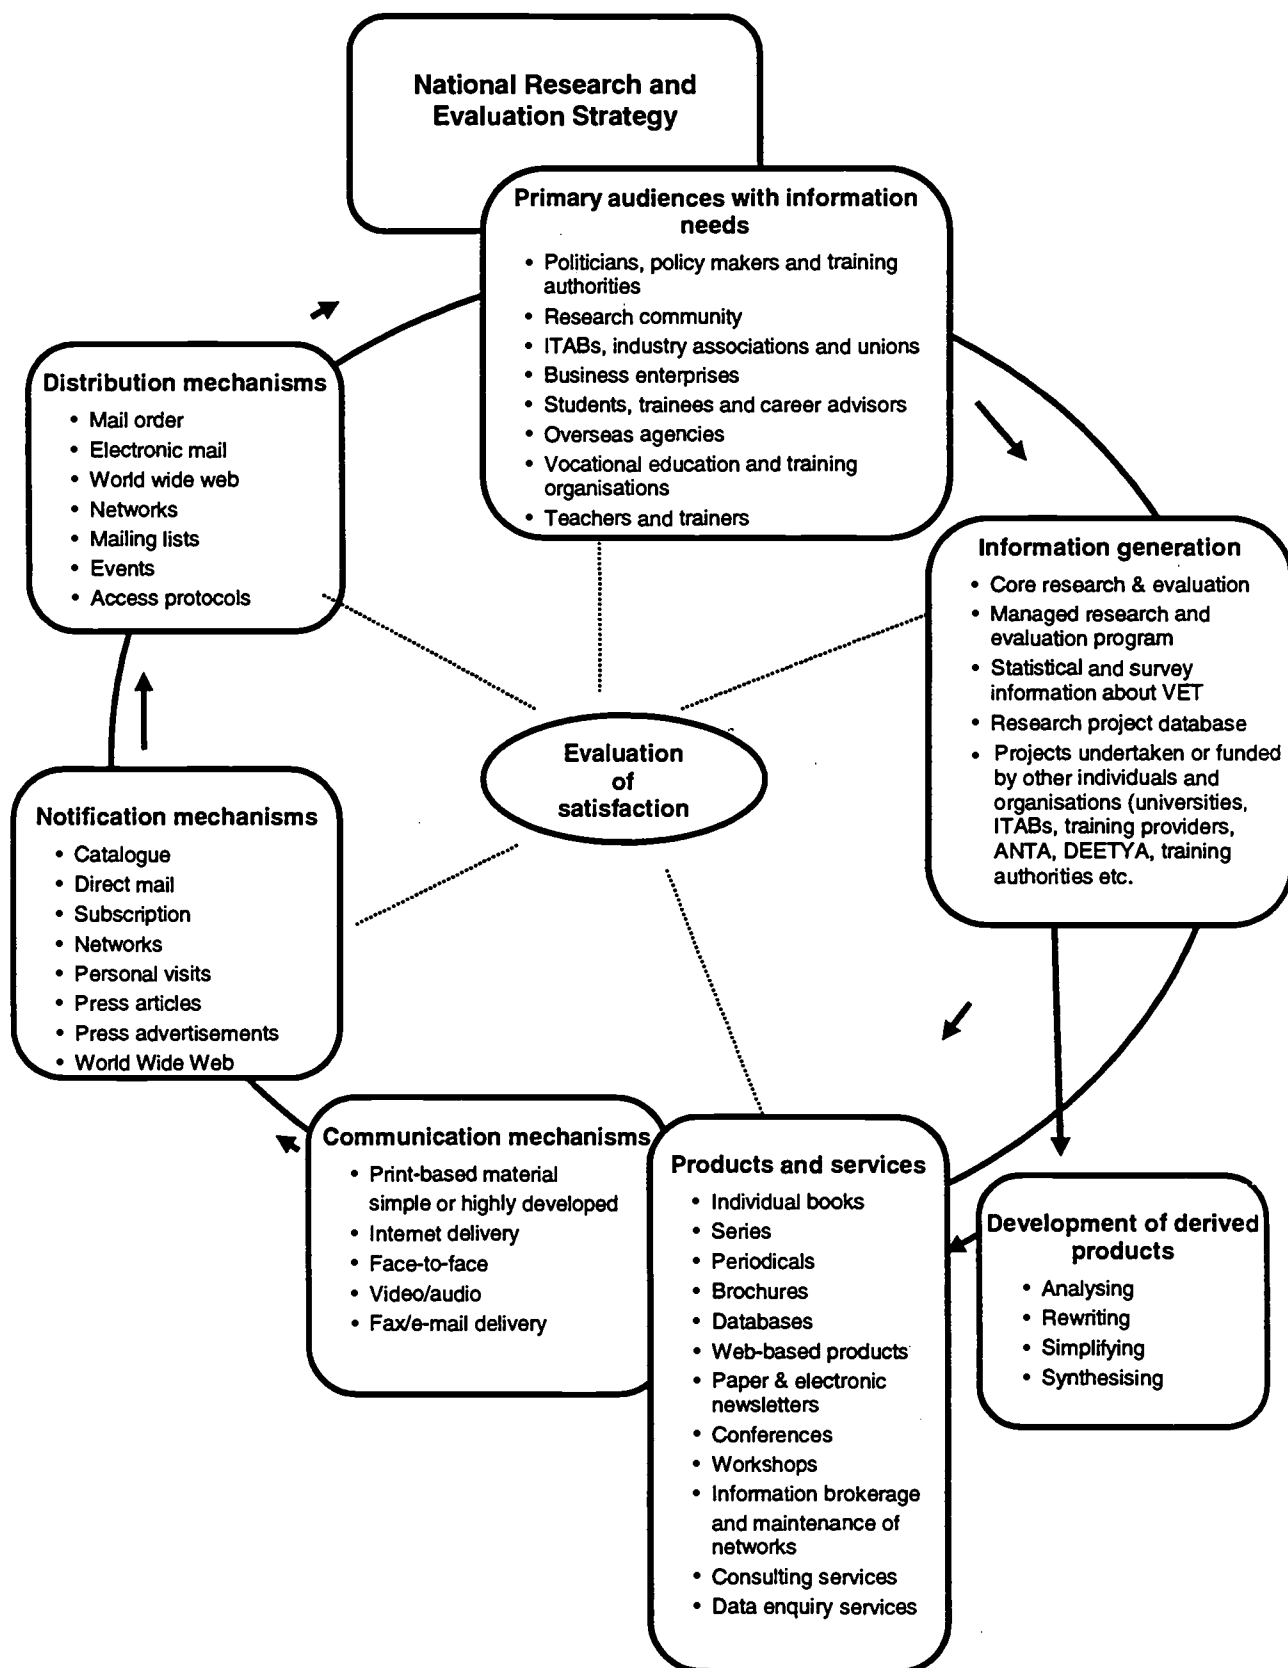 National Research and
Evaluation Strategy
Primary audiences with information
needs
• Politicians, policy makers and training
authorities
• Research community
• ITABs, industry associations and unions
• Business enterprises
• Students, trainees and career advisors
• Overseas agencies
• Vocational education and training
organisations
• Teachers and trainers
Distribution mechanisms
• Mail order
• Electronic mail
• World wide web
• Networks
• Mailing lists
• Events
• Access protocols
Information generation
• Core research & evaluation
• Managed research and
evaluation program
• Statistical and survey
information about VET
• Research project database
• Projects undertaken or funded
by other individuals and
organisations (universities,
ITABs, training providers,
ANTA, DEETYA, training
authorities etc.
Evaluation
of
satisfaction
Notification mechanisms
• Catalogue
• Direct mail
• Subscription
• Networks
• Personal visits
• Press articles
• Press advertisements
• World Wide Web
Communication mechanisms
• Print-based material
simple or highly developed
• Internet delivery
• Face-to-face
• Video/audio
• Fax/e-mail delivery
Products and services
• Individual books
• Series
• Periodicals
• Brochures
• Databases
• Web-based products
• Paper & electronic
newsletters
• Conferences
• Workshops
• Information brokerage
and maintenance of
networks
• Consulting services
• Data enquiry services
Development of derived
products
• Analysing
• Rewriting
• Simplifying
• Synthesising